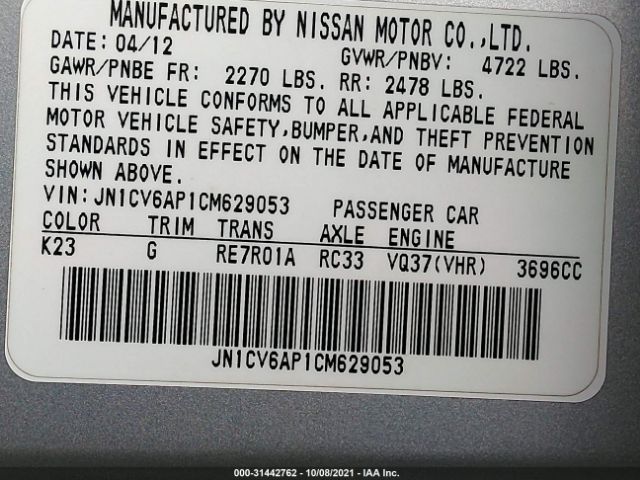 MANUFACTURED BY NISSAN MOTOR CO.,LTD.
DATE: 04/12 GVWR/PNBV: 4722 LBS.
GAWR/PNBE FR: 2270 LBS. RR: 2478 LBS.
THIS VEHICLE CONFORMS TO ALL APPLICABLE FEDERAL
MOTOR VEHICLE SAFETY,BUMPER,AND THEFT PREVENTION
STANDARDS IN EFFECT ON THE DATE OF MANUFACTURE
SHOWN ABOVE.
VIN: JN1CV6AP1CM629053 PASSENGER CAR
COLOR TRIM TRANS AXLE ENGINE
K23 G RE7R01A RC33 VQ37(VHR) 3696CC
JN1CV6AP1CM629053
000-31442762 - 10/08/2021 - IAA Inc.